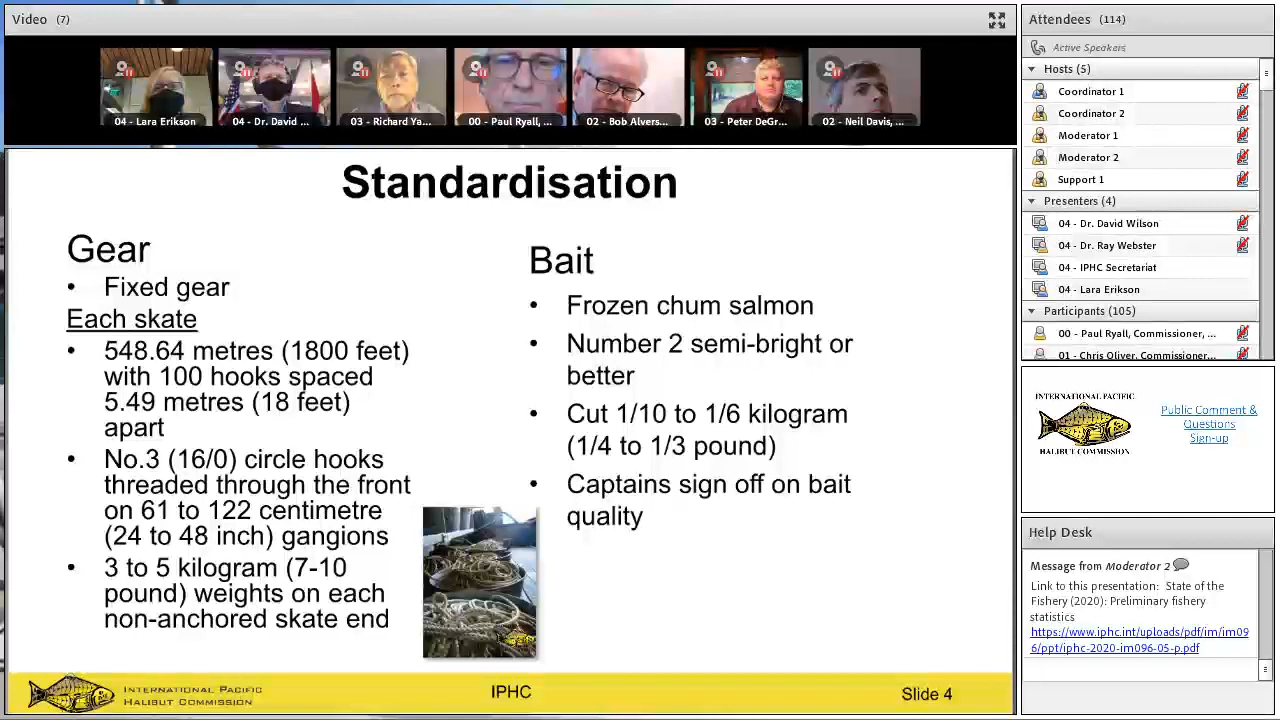 Video (7)
04 - Lara Erikson
04 - Dr. David ...
03 - Richard Ya...
00 - Paul Ryall, ...
02 - Bob Alvers...
03 - Peter DeGr...
02 - Neil Davis, ...
Standardisation
Gear
• Fixed gear
Each skate
• 548.64 metres (1800 feet)
with 100 hooks spaced
5.49 metres (18 feet)
apart
• No.3 (16/0) circle hooks
threaded through the front
on 61 to 122 centimetre
(24 to 48 inch) gangions
• 3 to 5 kilogram (7-10
pound) weights on each
non-anchored skate end
Bait
• Frozen chum salmon
• Number 2 semi-bright or
better
• Cut 1/10 to 1/6 kilogram
(1/4 to 1/3 pound)
• Captains sign off on bait
quality
INTERNATIONAL PACIFIC
HALIBUT COMMISSION
IPHC
Slide 4
Attendees (114)
Active Speakers
Hosts (5)
Coordinator 1
Coordinator 2
Moderator 1
Moderator 2
Support 1
Presenters (4)
04 - Dr. David Wilson
04 - Dr. Ray Webster
04 - IPHC Secretariat
04 - Lara Erikson
Participants (105)
00 - Paul Ryall, Commissioner, ...
01 - Chris Oliver, Commissioner...
INTERNATIONAL PACIFIC
HALIBUT COMMISSION
Public Comment &
Questions
Sign-up
Help Desk
Message from Moderator 2
Link to this presentation: State of the
Fishery (2020): Preliminary fishery
statistics
https://www.iphc.int/uploads/pdf/im/im09
6/ppt/iphc-2020-im096-05-p.pdf